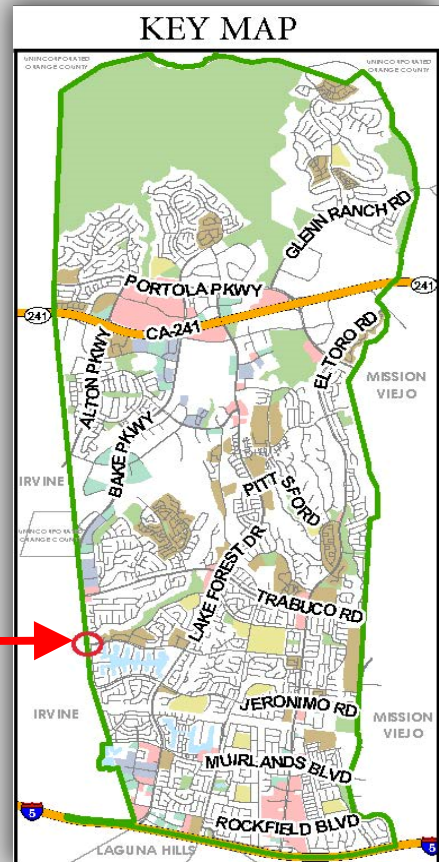 KEY MAP
UNINCORPORATED
ORANGE COUNTY
UNINCORPORATED
ORANGE COUNTY
GLENN RANCH RD
PORTOLA PKWY
241
241
CA-241
EL TORO RD
ALTON PKWY
MISSION
VIEJO
BAKE PKWY
IRVINE
PITTSFORD
UNINCORPORATED
ORANGE COUNTY
LAKE FOREST DR
TRABUCO RD
IRVINE
JERONIMO RD
MISSION
VIEJO
MUIRLANDS BLVD
5
ROCKFIELD BLVD
5
LAGUNA HILLS